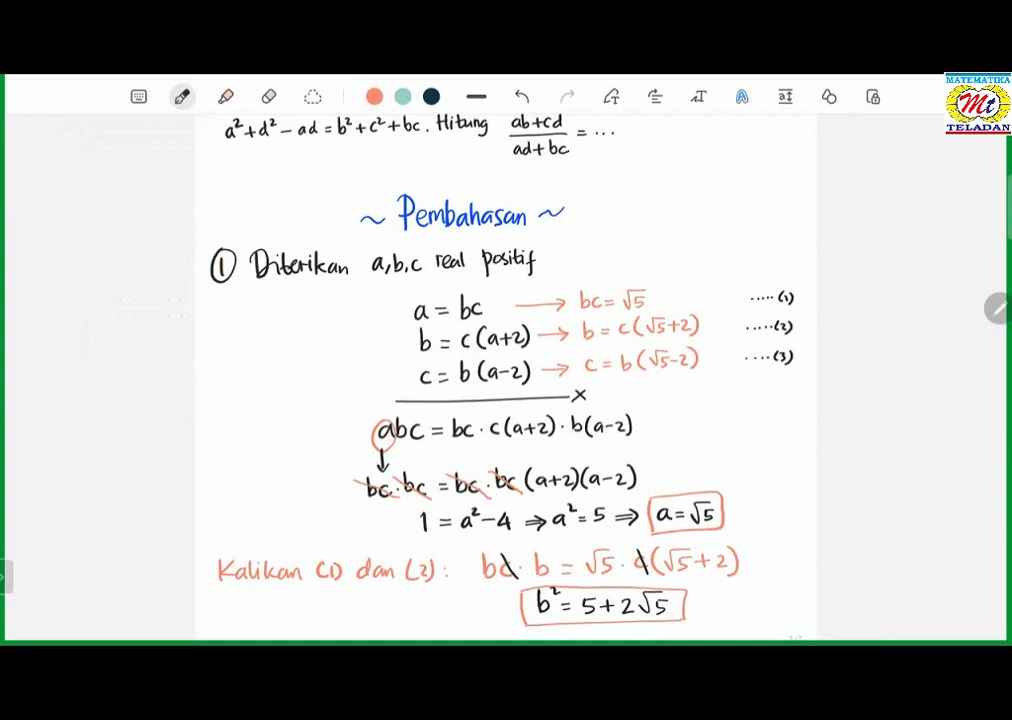 MATEMATIKA
Mt
TELADAN
a² + d² − ad = b² + c² + bc. Hitung (ab+cd)/(ad+bc) = ...
~ Pembahasan ~
① Diberikan a,b,c real positif
a = bc → bc = √5 .....(1)
b = c(a+2) → b = c(√5+2) .....(2)
c = b(a−2) → c = b(√5−2) ....(3)
×
abc = bc · c(a+2) · b(a−2)
↓
bc · bc = bc · bc (a+2)(a−2)
1 = a² − 4 ⇒ a² = 5 ⇒ a = √5
Kalikan (1) dan (2) : bc · b = √5 · c(√5+2)
b² = 5 + 2√5